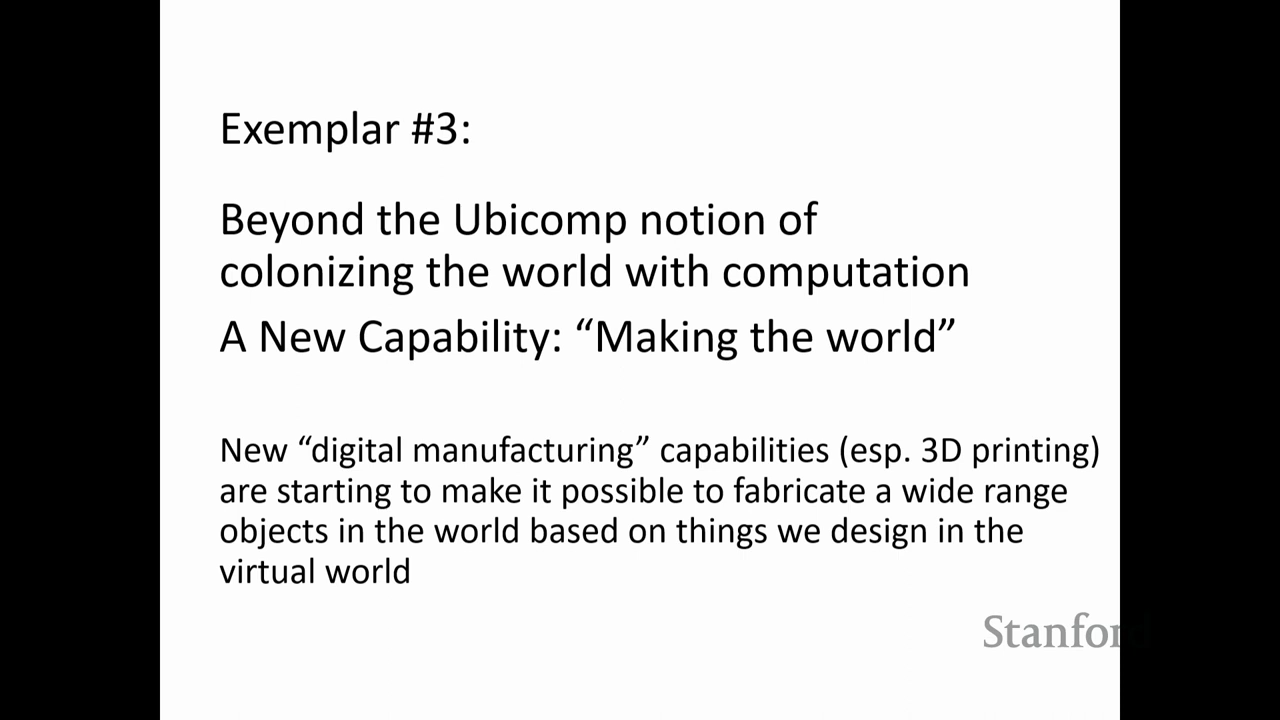 Exemplar #3:
Beyond the Ubicomp notion of
colonizing the world with computation
A New Capability: “Making the world”
New “digital manufacturing” capabilities (esp. 3D printing)
are starting to make it possible to fabricate a wide range
objects in the world based on things we design in the
virtual world
Stanford